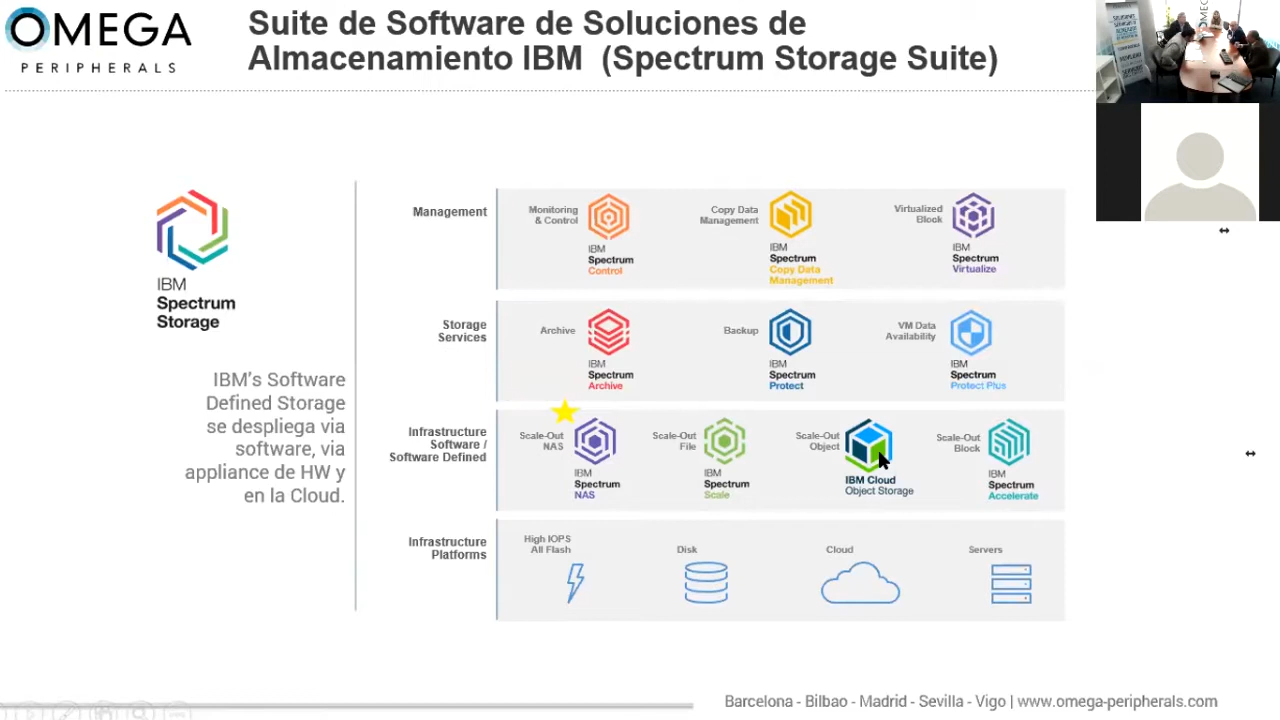 OMEGA
PERIPHERALS
Suite de Software de Soluciones de
Almacenamiento IBM (Spectrum Storage Suite)
IBM
Spectrum
Storage
IBM's Software
Defined Storage
se despliega via
software, via
appliance de HW y
en la Cloud.
Management
Monitoring
& Control
IBM
Spectrum
Control
Copy Data
Management
IBM
Spectrum
Copy Data
Management
Virtualized
Block
IBM
Spectrum
Virtualize
Storage
Services
Archive
IBM
Spectrum
Archive
Backup
IBM
Spectrum
Protect
VM Data
Availability
IBM
Spectrum
Protect Plus
Infrastructure
Software /
Software Defined
Scale-Out
NAS
IBM
Spectrum
NAS
Scale-Out
File
IBM
Spectrum
Scale
Scale-Out
Object
IBM Cloud
Object Storage
Scale-Out
Block
IBM
Spectrum
Accelerate
Infrastructure
Platforms
High IOPS
All Flash
Disk
Cloud
Servers
Barcelona - Bilbao - Madrid - Sevilla - Vigo | www.omega-peripherals.com